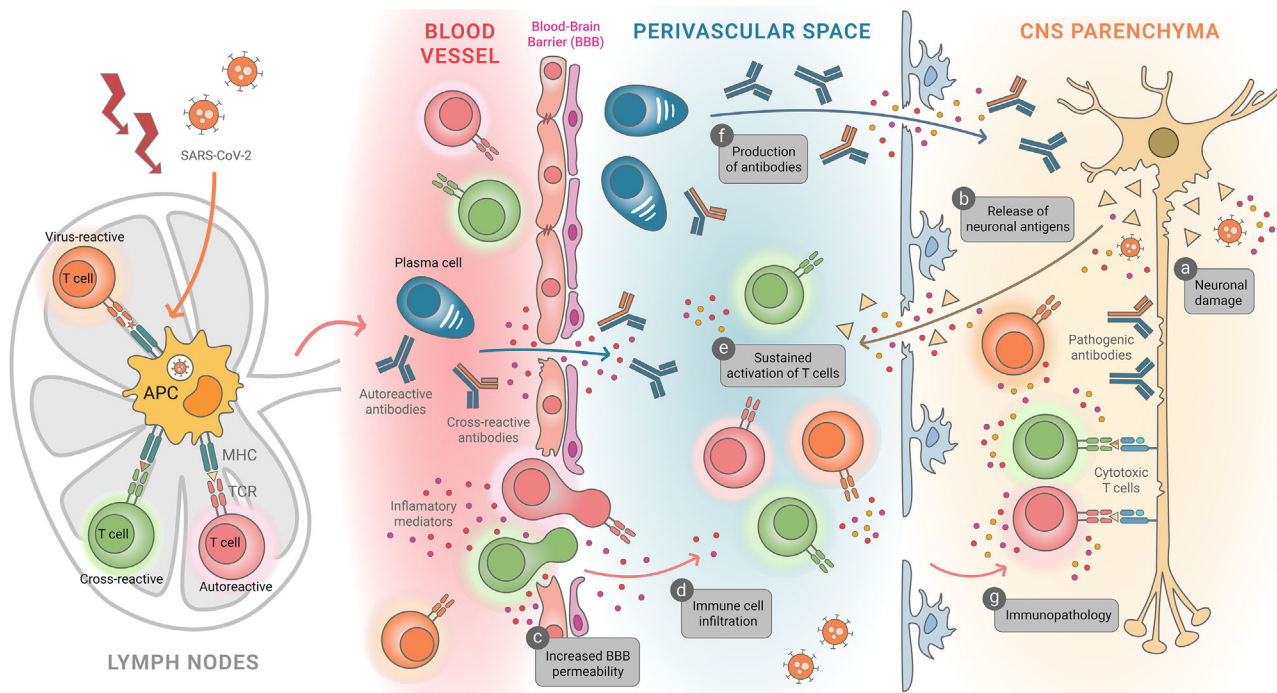 BLOOD
VESSEL
Blood-Brain
Barrier (BBB)
PERIVASCULAR SPACE
CNS PARENCHYMA
SARS-CoV-2
f
Production
of antibodies
b
Release of
neuronal antigens
a
Neuronal
damage
Virus-reactive
T cell
APC
MHC
TCR
T cell
Cross-reactive
T cell
Autoreactive
LYMPH NODES
Plasma cell
Autoreactive
antibodies
Cross-reactive
antibodies
Inflamatory
mediators
c
Increased BBB
permeability
d
Immune cell
infiltration
e
Sustained
activation of T cells
Pathogenic
antibodies
Cytotoxic
T cells
g
Immunopathology